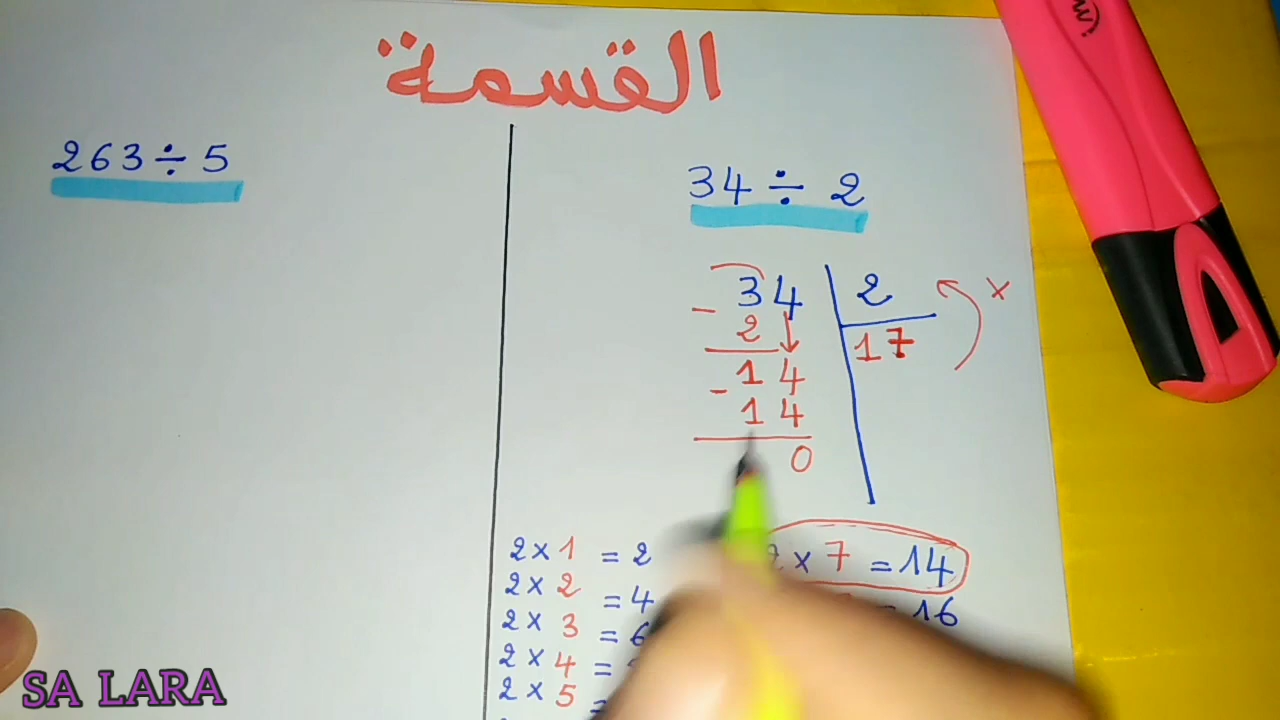 القسمة
34 ÷ 2
34 2
- 2 17 ×
14
- 14
0
2 × 1 = 2
2 × 2 = 4
2 × 3 = 6
2 × 4 =
2 × 5 =
2 × 7 = 14
= 16
263 ÷ 5
SA LARA